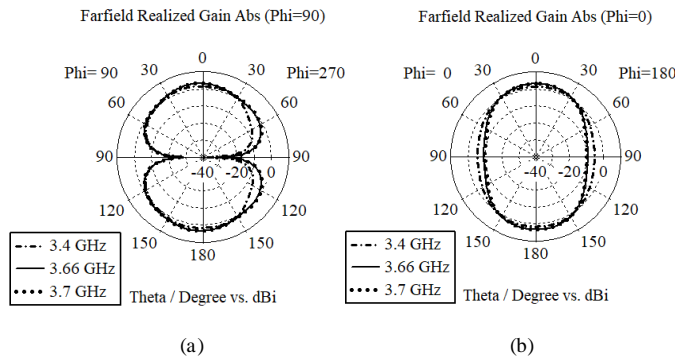 Farfield Realized Gain Abs (Phi=90)
0
30 30
Phi= 90 Phi=270
60 60
90 90
-40 -20 0
120 120
150 150
180
3.4 GHz
3.66 GHz
3.7 GHz
Theta / Degree vs. dBi
(a)
Farfield Realized Gain Abs (Phi=0)
0
30 30
Phi= 0 Phi=180
60 60
90 90
-40 -20 0
120 120
150 150
180
3.4 GHz
3.66 GHz
3.7 GHz
Theta / Degree vs. dBi
(b)